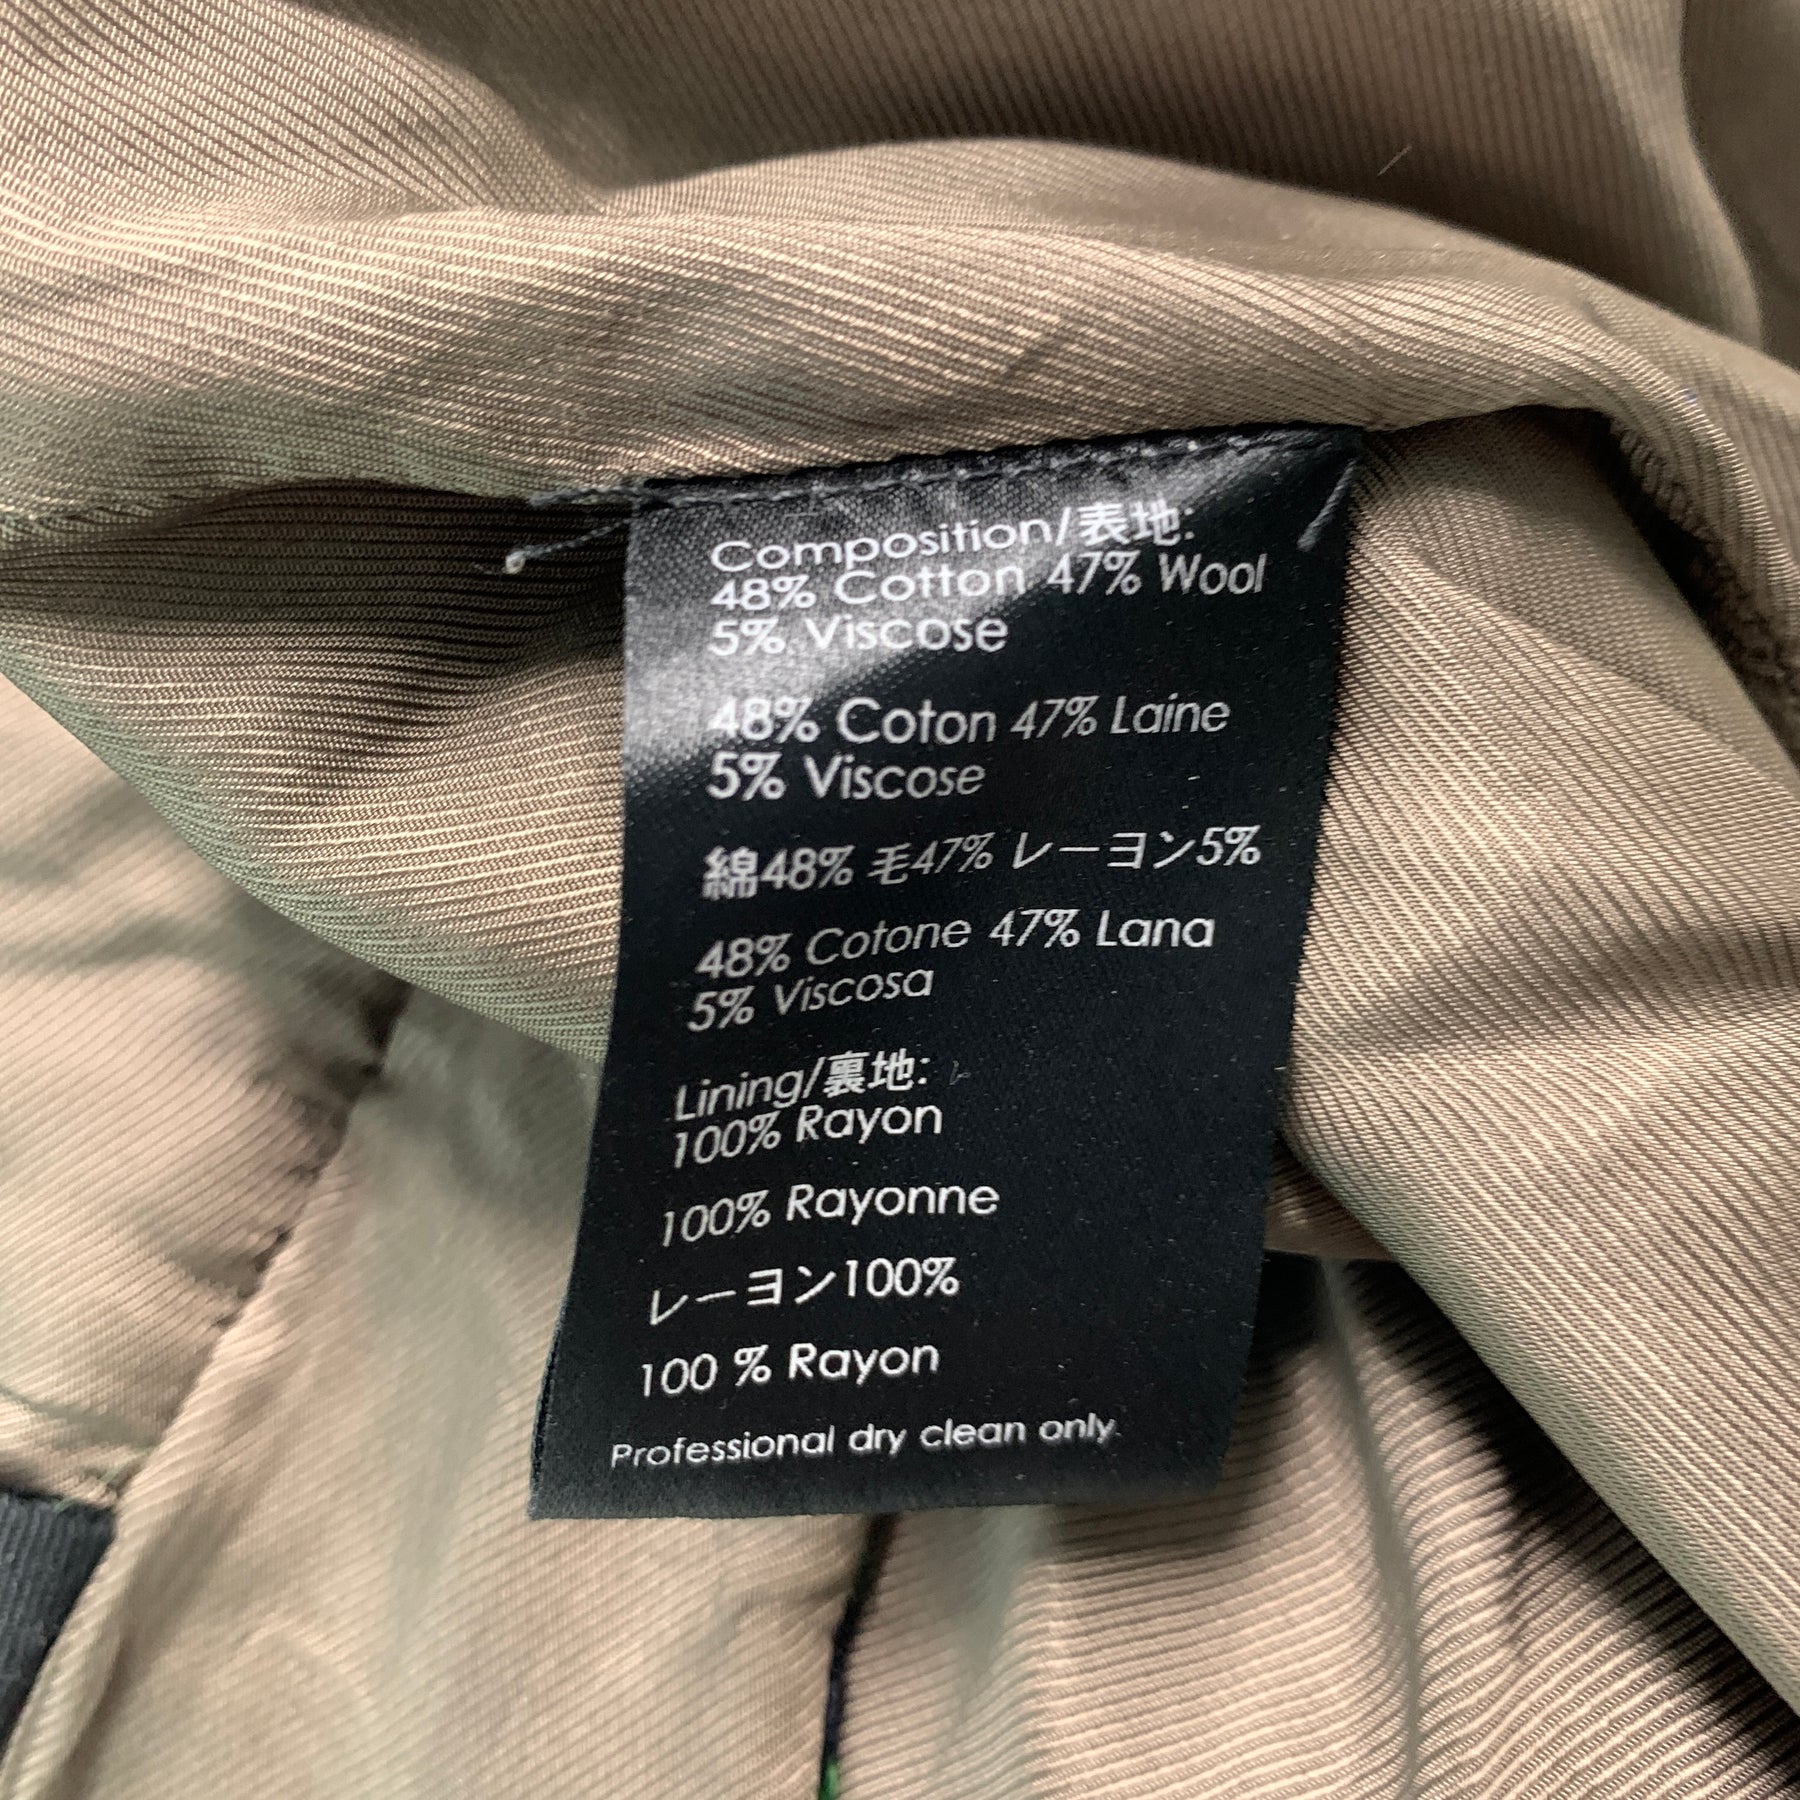 Composition/表地:
48% Cotton 47% Wool
5% Viscose
48% Coton 47% Laine
5% Viscose
綿48% 毛47% レーヨン5%
48% Cotone 47% Lana
5% Viscosa
Lining/裏地:
100% Rayon
100% Rayonne
レーヨン100%
100 % Rayon
Professional dry clean only.